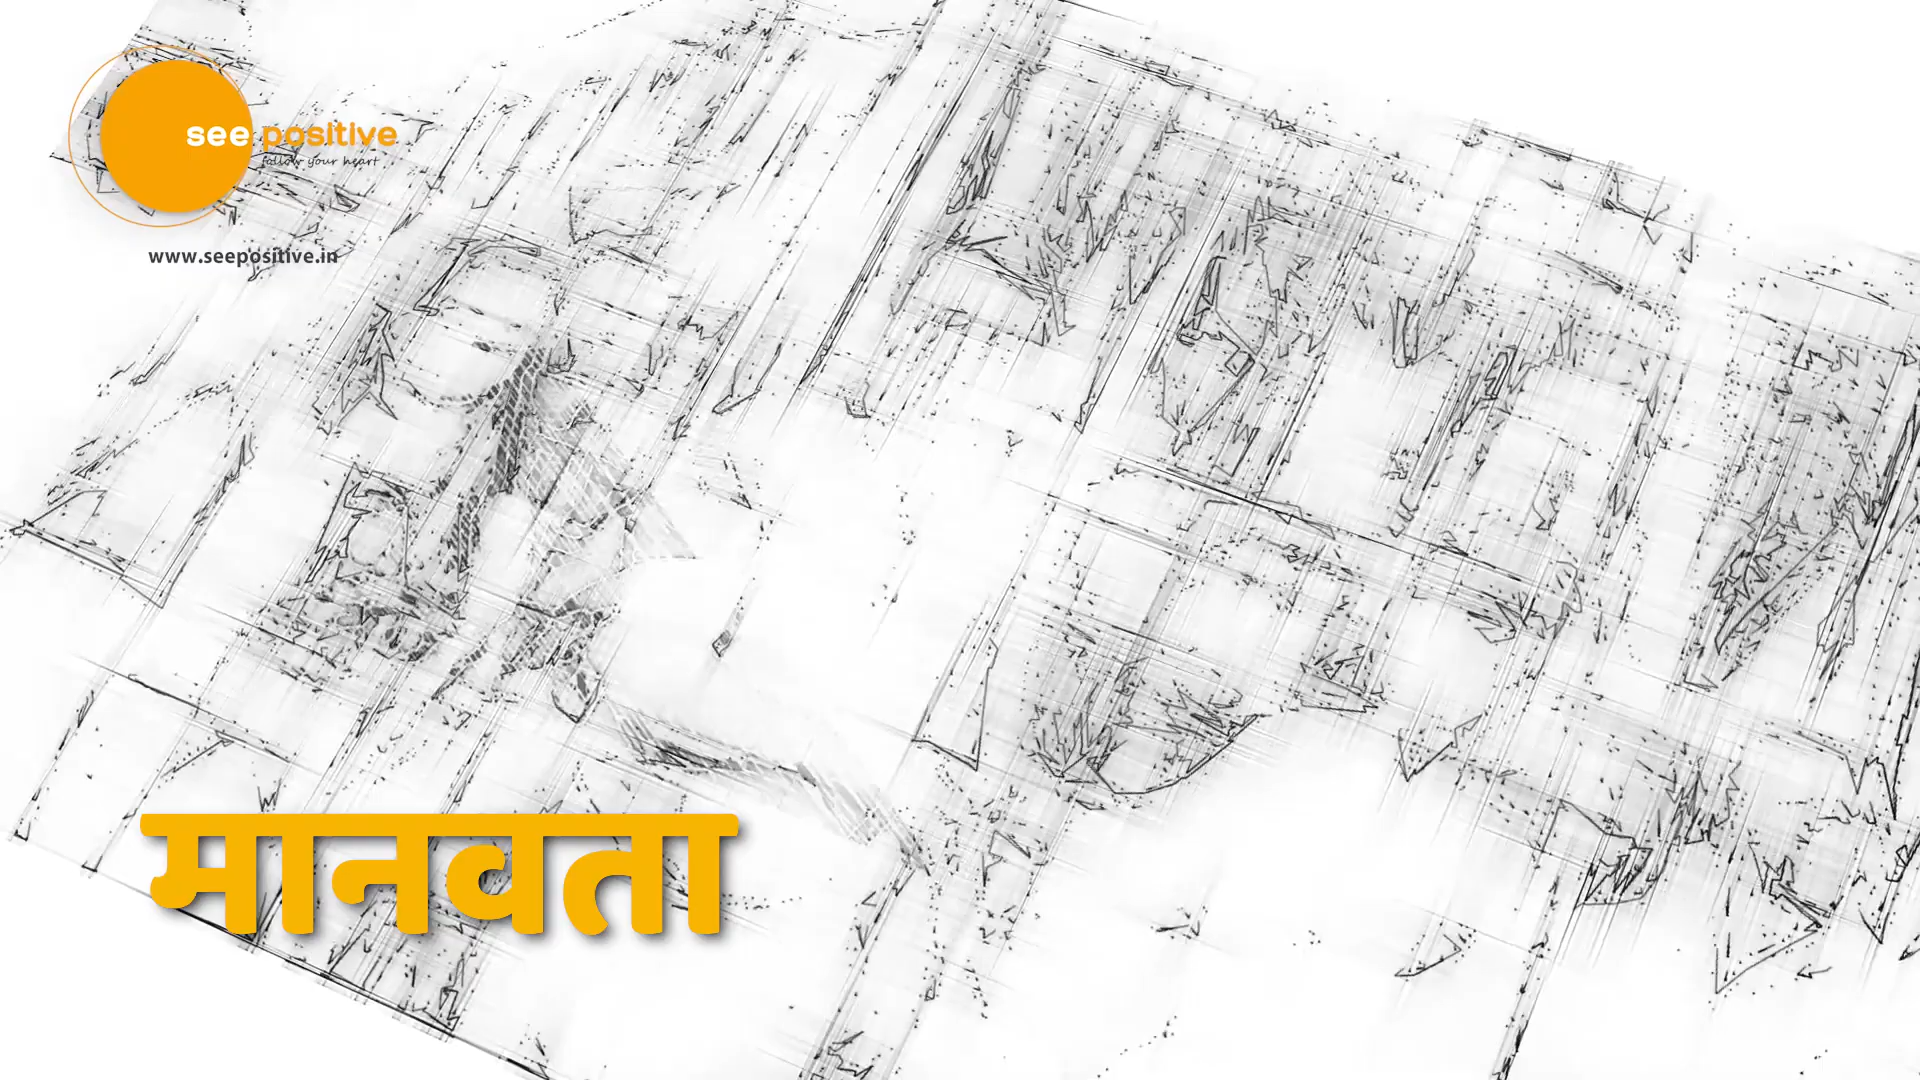 see positive
follow your heart
www.seepositive.in
मानवता